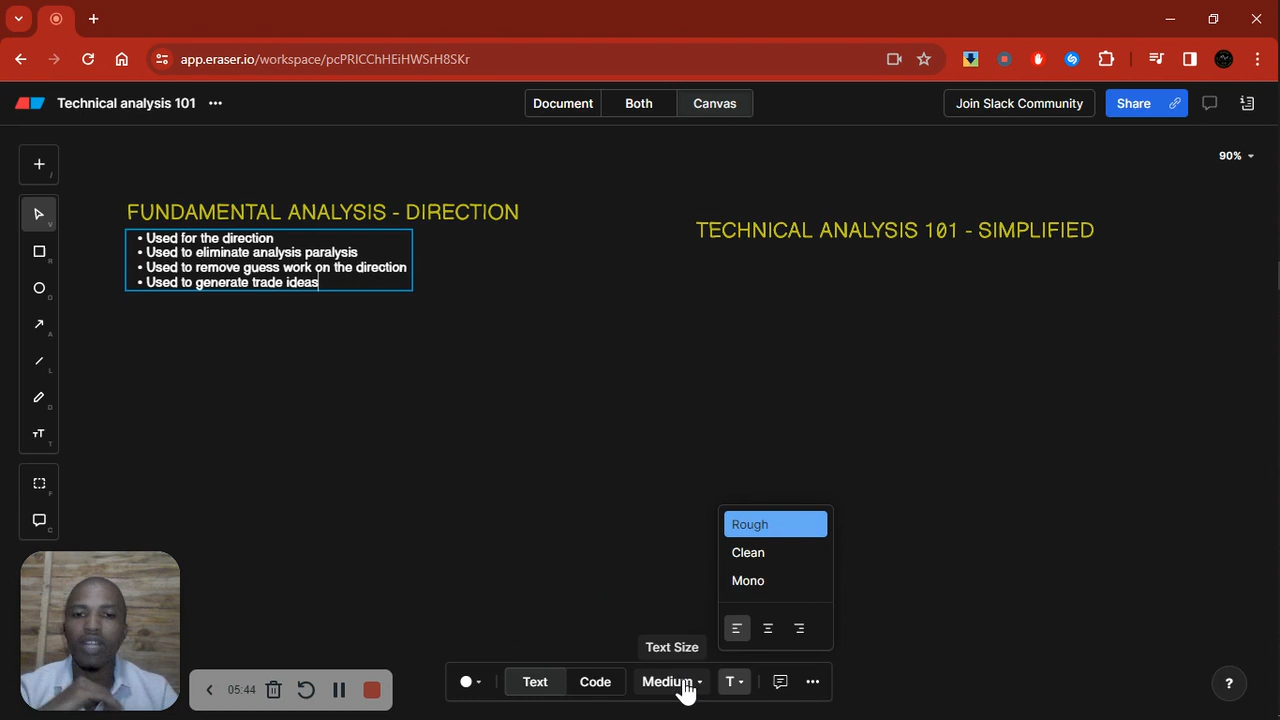 app.eraser.io/workspace/pcPRICChHEiHWSrH8SKr
Technical analysis 101
Document
Both
Canvas
Join Slack Community
Share
90%
FUNDAMENTAL ANALYSIS - DIRECTION
• Used for the direction
• Used to eliminate analysis paralysis
• Used to remove guess work on the direction
• Used to generate trade ideas
TECHNICAL ANALYSIS 101 - SIMPLIFIED
Rough
Clean
Mono
Text Size
05:44
Text
Code
Medium
T
?